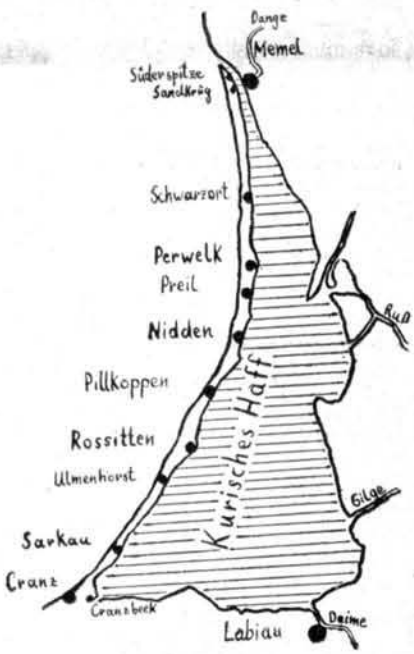 Dange
Memel
Süderspitze
Sandkrug
Schwarzort
Perwelk
Preil
Nidden
Ruß
Pillkoppen
Kurisches Haff
Rossitten
Ulmenhorst
Gilge
Sarkau
Cranz
Cranzbeek
Labiau
Deime